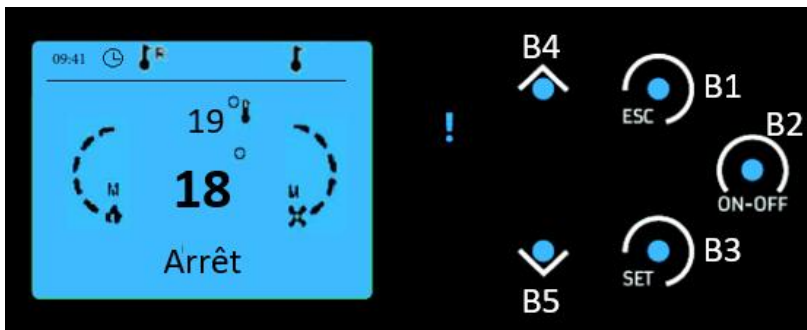 09:41 R
19°
18°
M M
Arrêt
!
B4
B1
ESC
B2
ON-OFF
B3
SET
B5